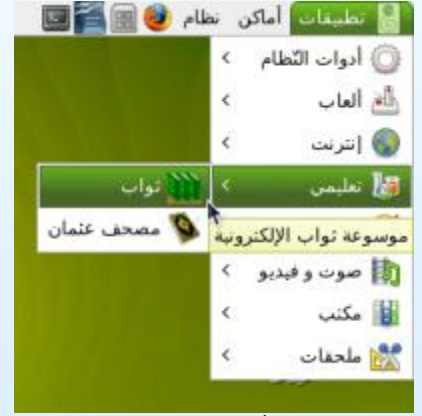 تطبيقات أماكن نظام
أدوات النّظام
ألعاب
إنترنت
تعليمي
ثواب
مصحف عثمان
موسوعة ثواب الإلكترونية
صوت و فيديو
مكتب
ملحقات